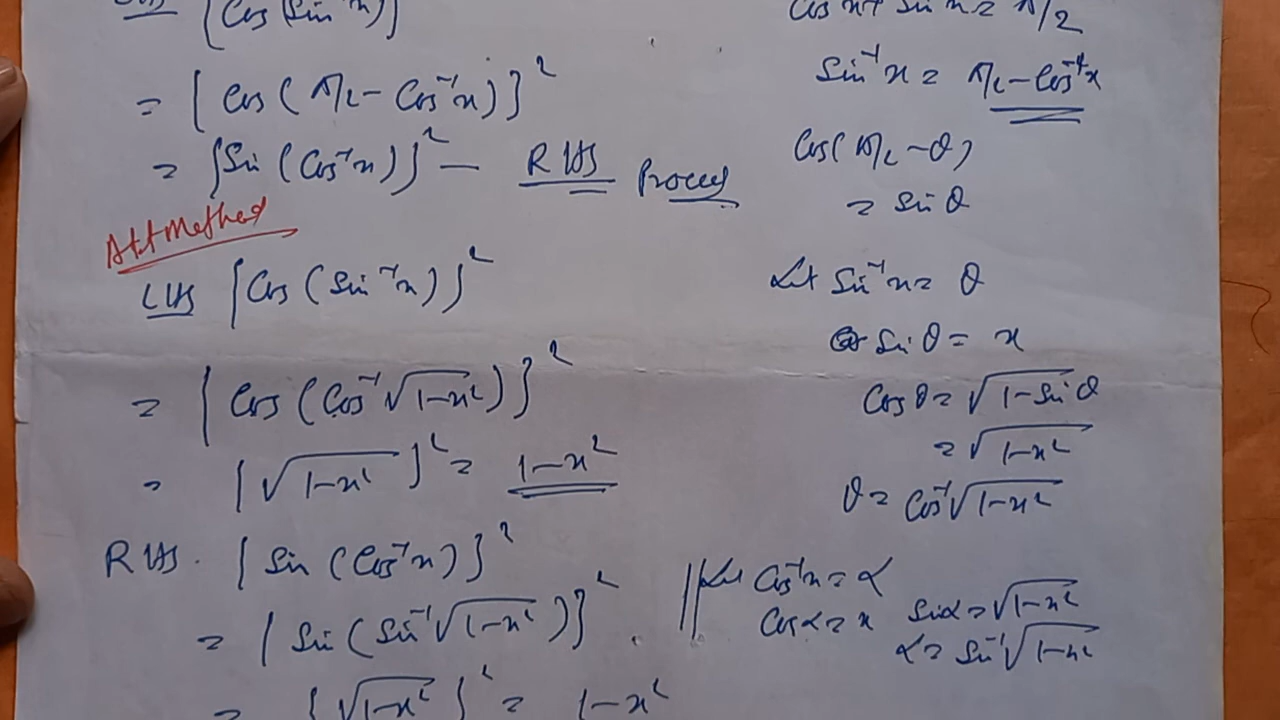 LHS [Cos (Sin⁻¹x)]
= [Cos (π/2 - Cos⁻¹x)]²
= [Sin (Cos⁻¹x)]² — RHS Proved
Cos⁻¹x + Sin⁻¹x = π/2
Sin⁻¹x = π/2 - Cos⁻¹x
Cos(π/2 - θ)
= Sin θ
Alt Method
LHS [Cos (Sin⁻¹x)]²
= [Cos (Cos⁻¹√1-x²)]²
= [√1-x²]² = 1-x²
Let Sin⁻¹x = θ
Sin θ = x
Cos θ = √1-Sin²θ
= √1-x²
θ = Cos⁻¹√1-x²
RHS. [Sin (Cos⁻¹x)]²
= [Sin (Sin⁻¹√1-x²)]².
= [√1-x²]² = 1-x²
Let Cos⁻¹x = α
Cosα = x Sinα = √1-x²
α = Sin⁻¹√1-x²